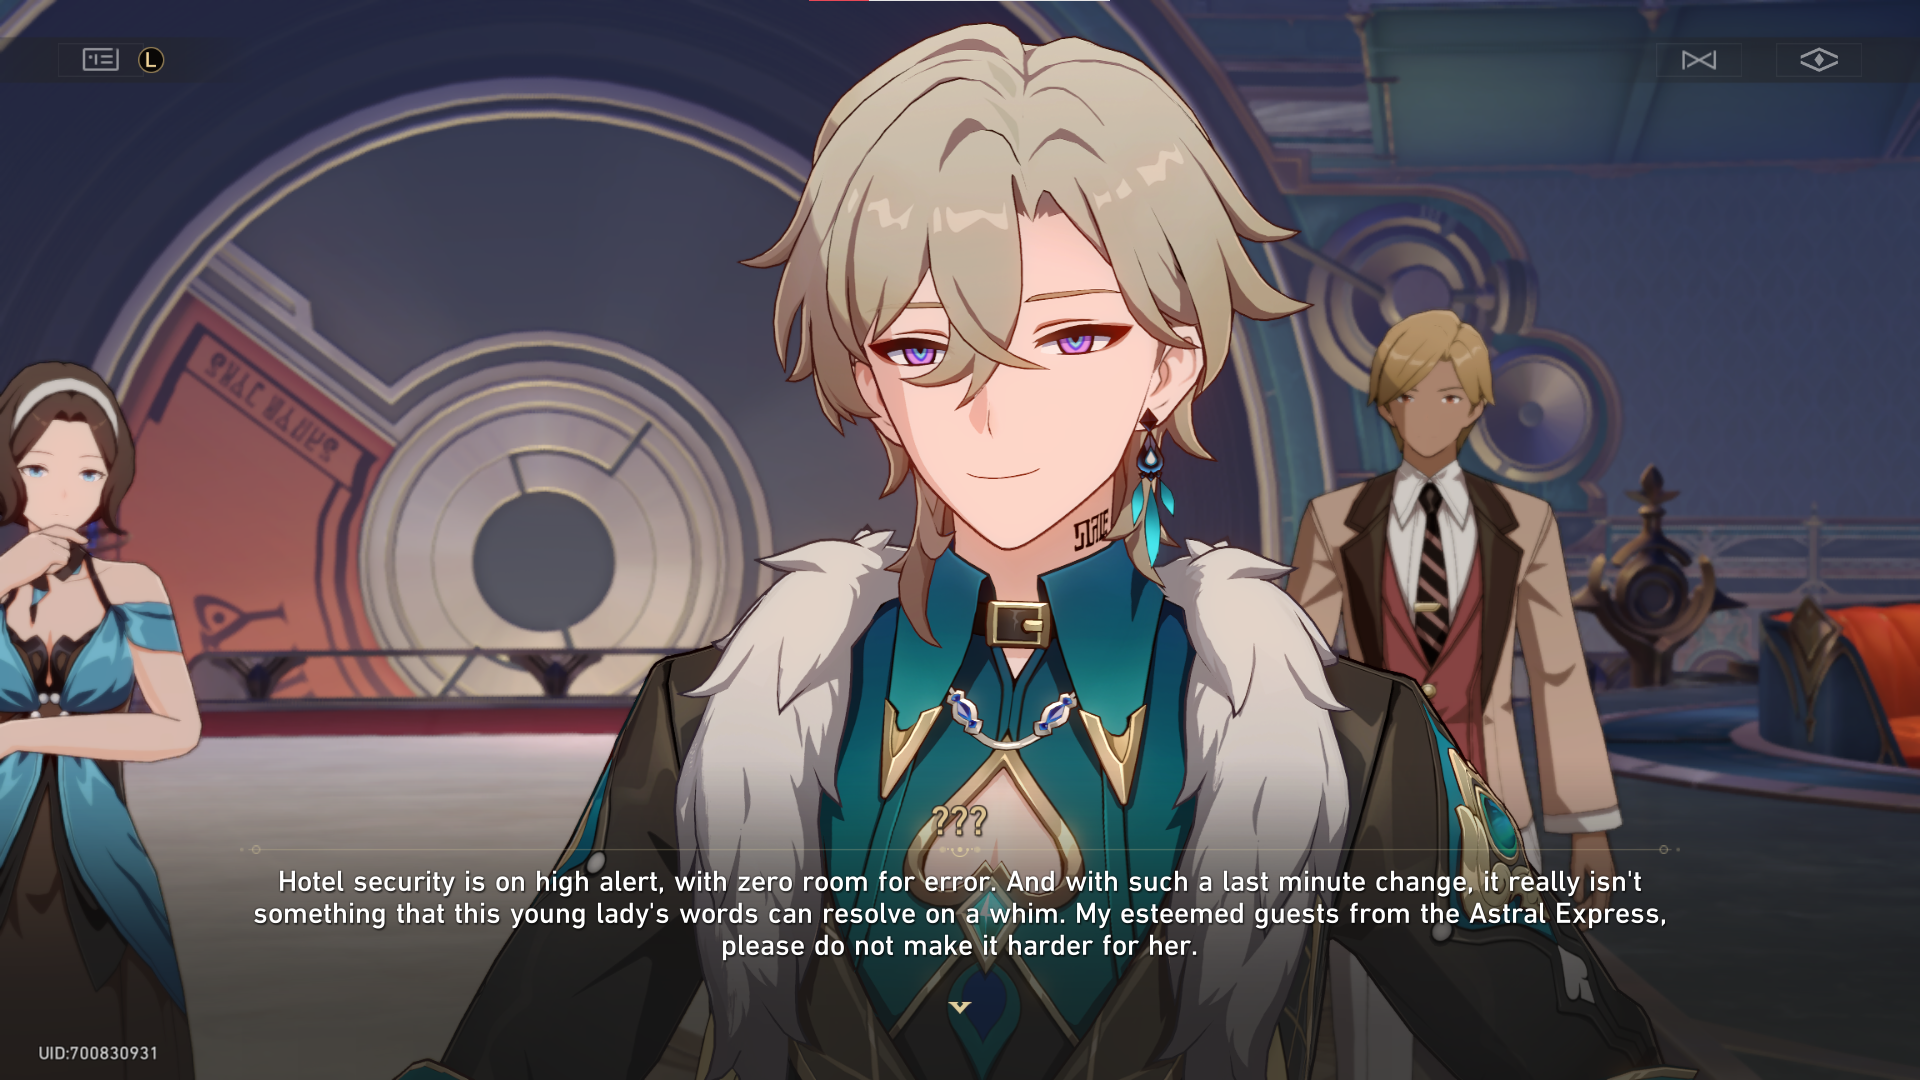 L
???
Hotel security is on high alert, with zero room for error. And with such a last minute change, it really isn't
something that this young lady's words can resolve on a whim. My esteemed guests from the Astral Express,
please do not make it harder for her.
UID:700830931